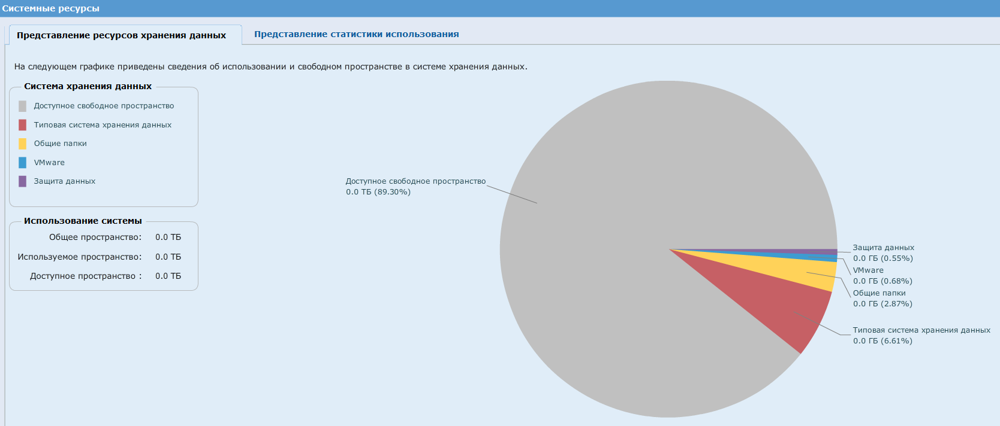 Системные ресурсы
Представление ресурсов хранения данных
Представление статистики использования
На следующем графике приведены сведения об использовании и свободном пространстве в системе хранения данных.
Система хранения данных
Доступное свободное пространство
Типовая система хранения данных
Общие папки
VMware
Защита данных
Использование системы
Общее пространство: 0.0 ТБ
Используемое пространство: 0.0 ТБ
Доступное пространство : 0.0 ТБ
Доступное свободное пространство
0.0 ТБ (89.30%)
Защита данных
0.0 ГБ (0.55%)
VMware
0.0 ГБ (0.68%)
Общие папки
0.0 ГБ (2.87%)
Типовая система хранения данных
0.0 ГБ (6.61%)